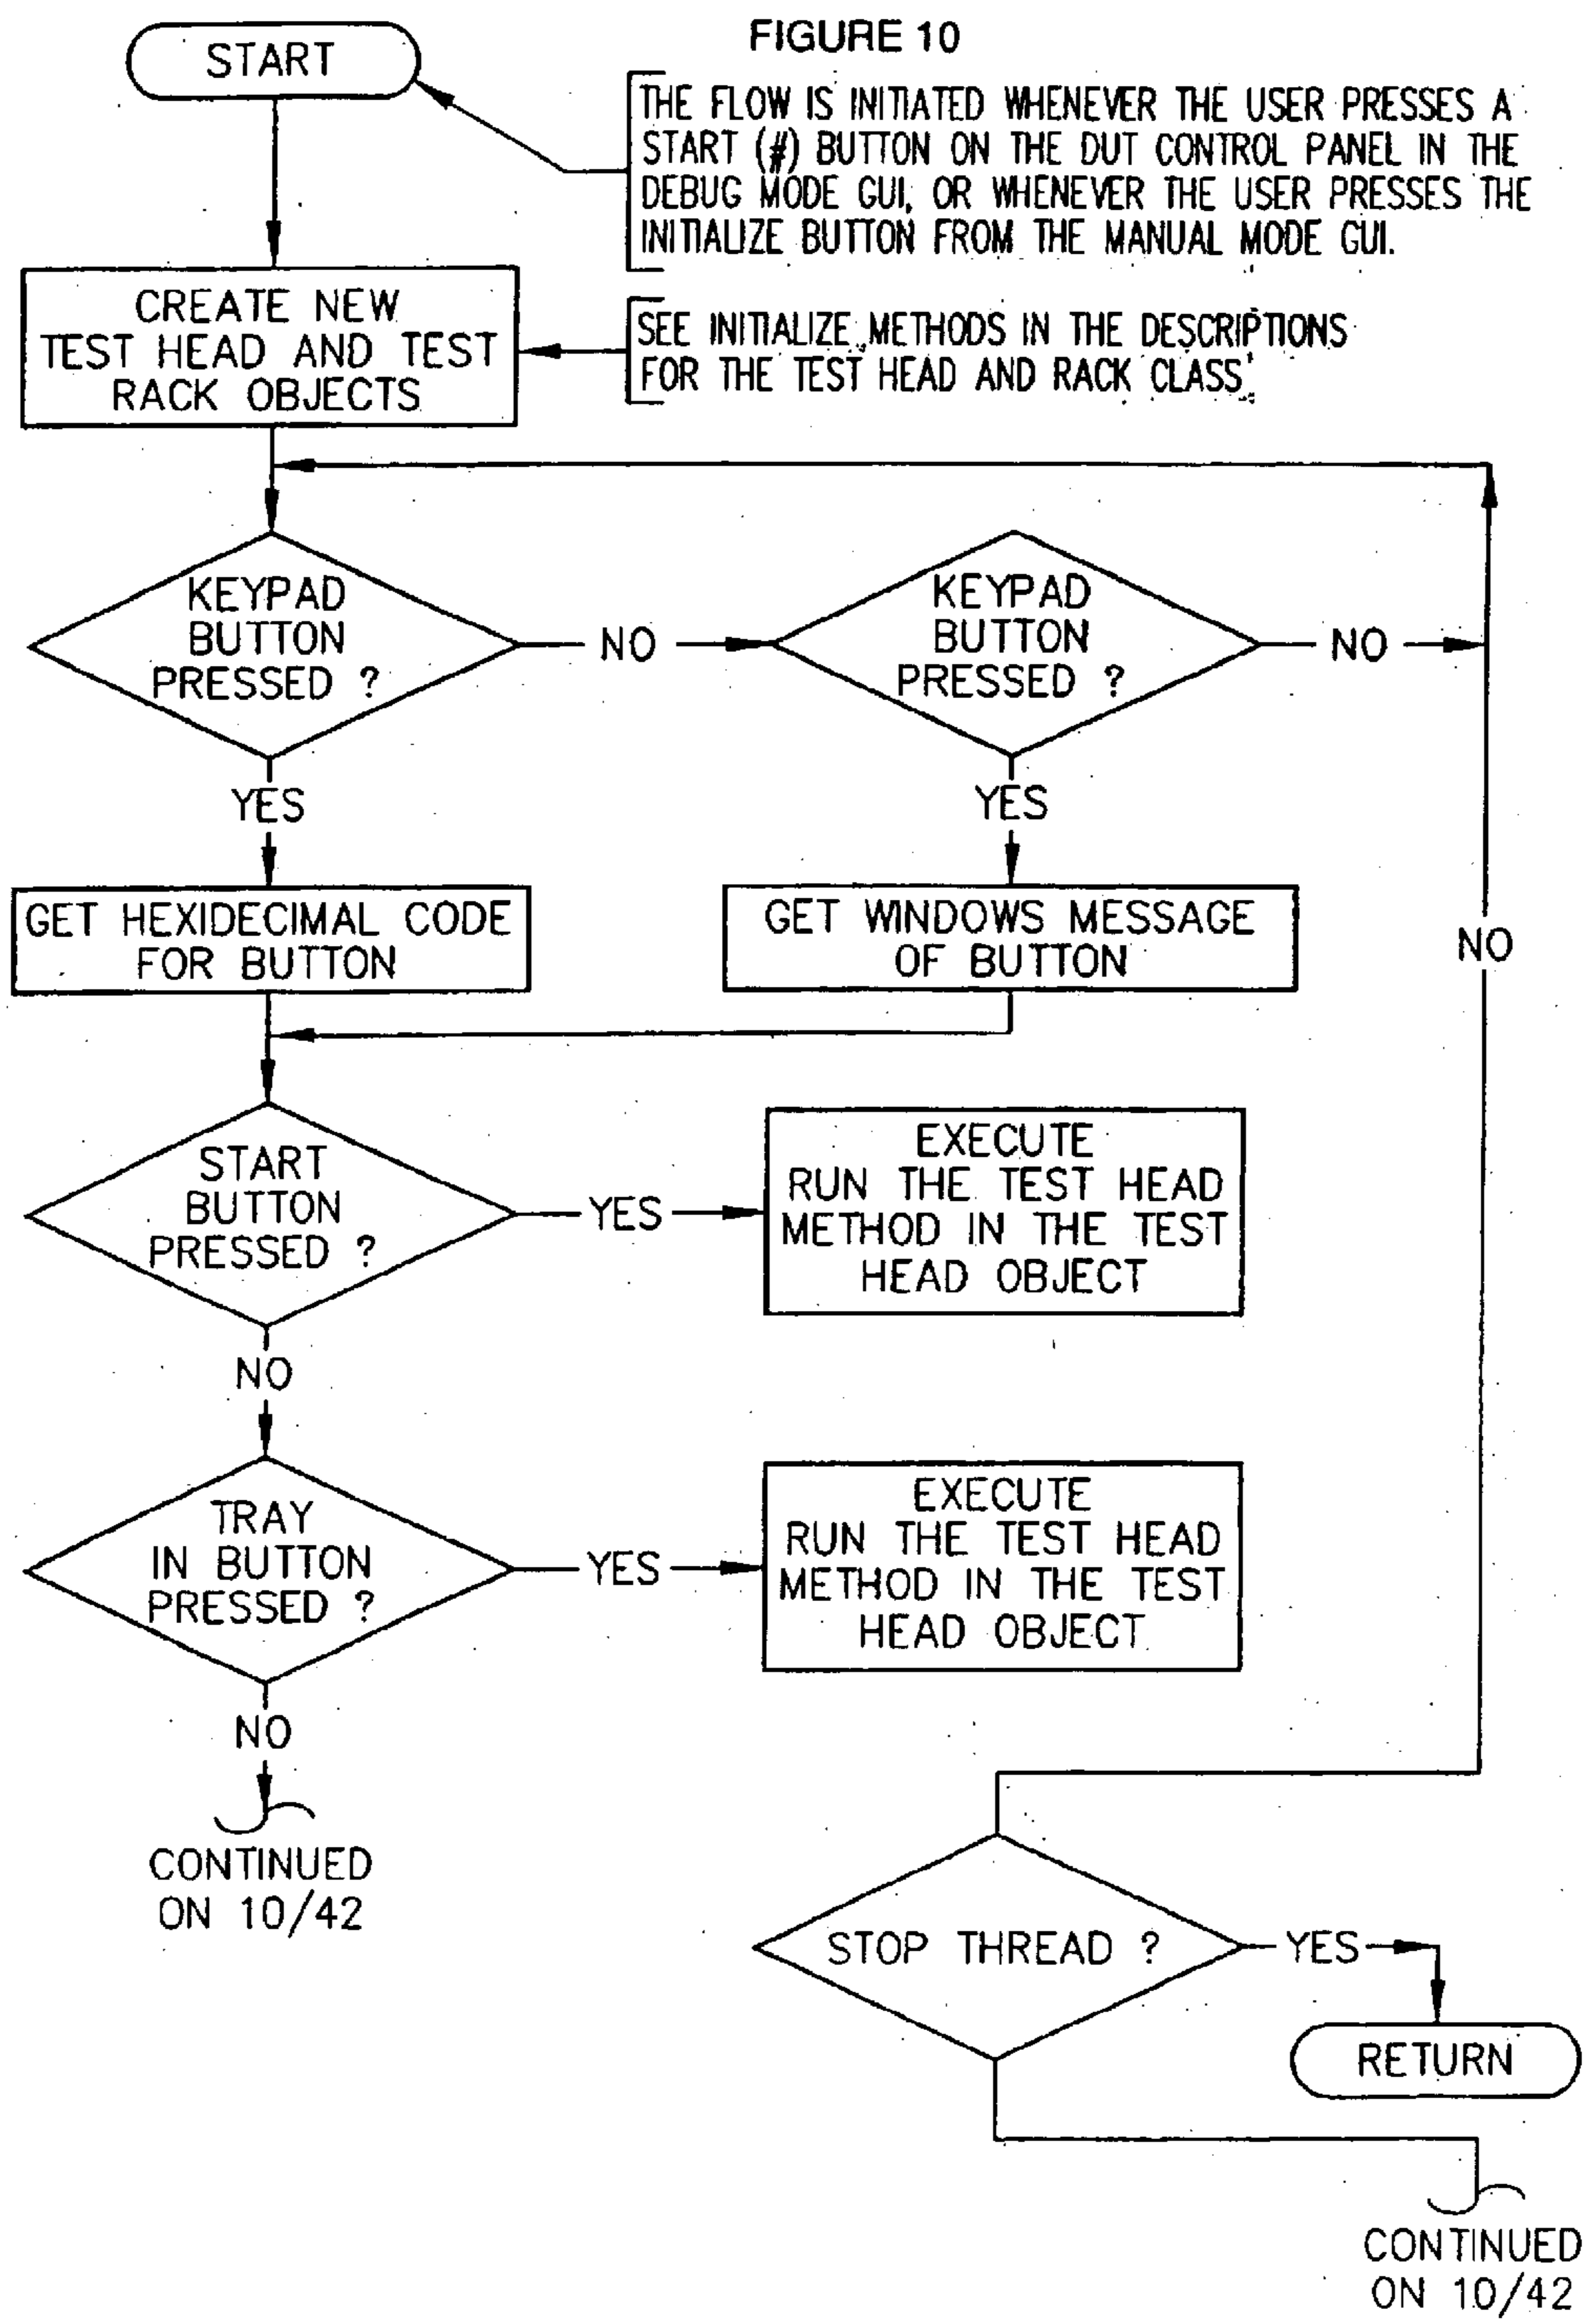 FIGURE 10
START
THE FLOW IS INITIATED WHENEVER THE USER PRESSES A
START (#) BUTTON ON THE DUT CONTROL PANEL IN THE
DEBUG MODE GUI, OR WHENEVER THE USER PRESSES THE
INITIALIZE BUTTON FROM THE MANUAL MODE GUI.
CREATE NEW
TEST HEAD AND TEST
RACK OBJECTS
SEE INITIALIZE METHODS IN THE DESCRIPTIONS
FOR THE TEST HEAD AND RACK CLASS
KEYPAD
BUTTON
PRESSED ?
NO
KEYPAD
BUTTON
PRESSED ?
NO
YES
YES
GET HEXIDECIMAL CODE
FOR BUTTON
GET WINDOWS MESSAGE
OF BUTTON
NO
START
BUTTON
PRESSED ?
YES
EXECUTE
RUN THE TEST HEAD
METHOD IN THE TEST
HEAD OBJECT
NO
TRAY
IN BUTTON
PRESSED ?
YES
EXECUTE
RUN THE TEST HEAD
METHOD IN THE TEST
HEAD OBJECT
NO
CONTINUED
ON 10/42
STOP THREAD ?
YES
RETURN
CONTINUED
ON 10/42